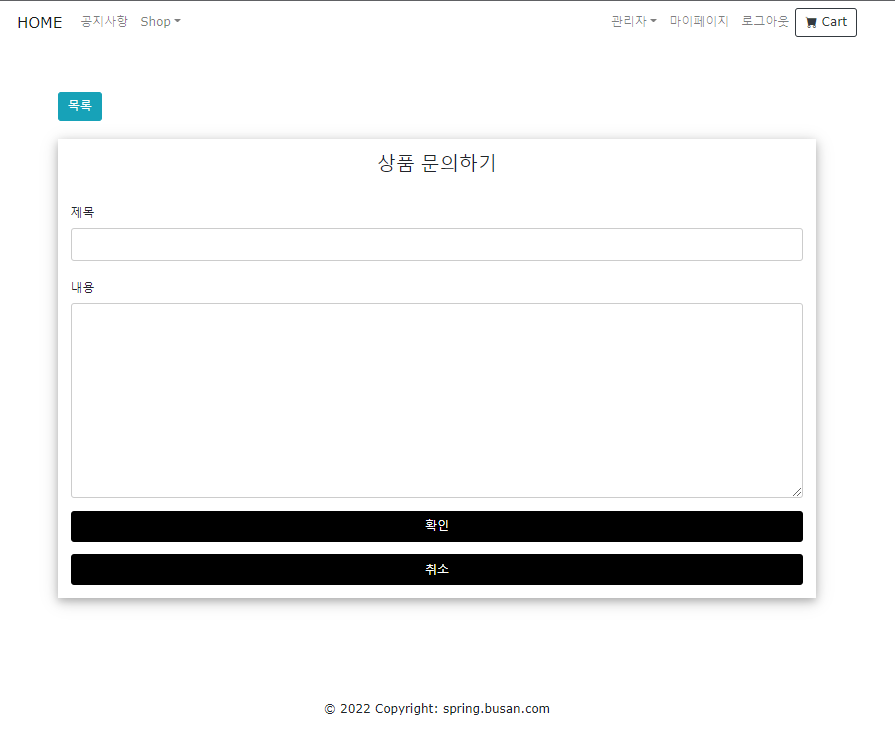 HOME 공지사항 Shop 관리자 마이페이지 로그아웃 Cart
목록
상품 문의하기
제목
내용
확인
취소
© 2022 Copyright: spring.busan.com